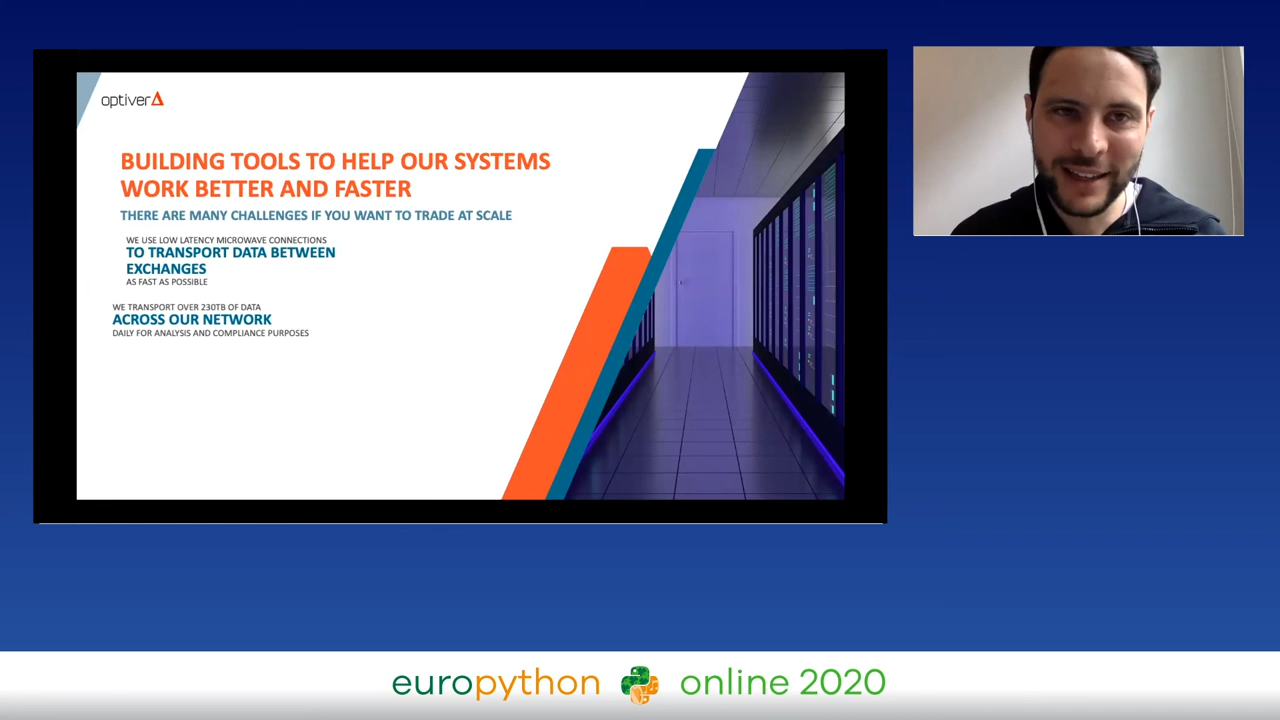 optiver
BUILDING TOOLS TO HELP OUR SYSTEMS
WORK BETTER AND FASTER
THERE ARE MANY CHALLENGES IF YOU WANT TO TRADE AT SCALE
WE USE LOW LATENCY MICROWAVE CONNECTIONS
TO TRANSPORT DATA BETWEEN
EXCHANGES
AS FAST AS POSSIBLE
WE TRANSPORT OVER 230TB OF DATA
ACROSS OUR NETWORK
DAILY FOR ANALYSIS AND COMPLIANCE PURPOSES
europython online 2020